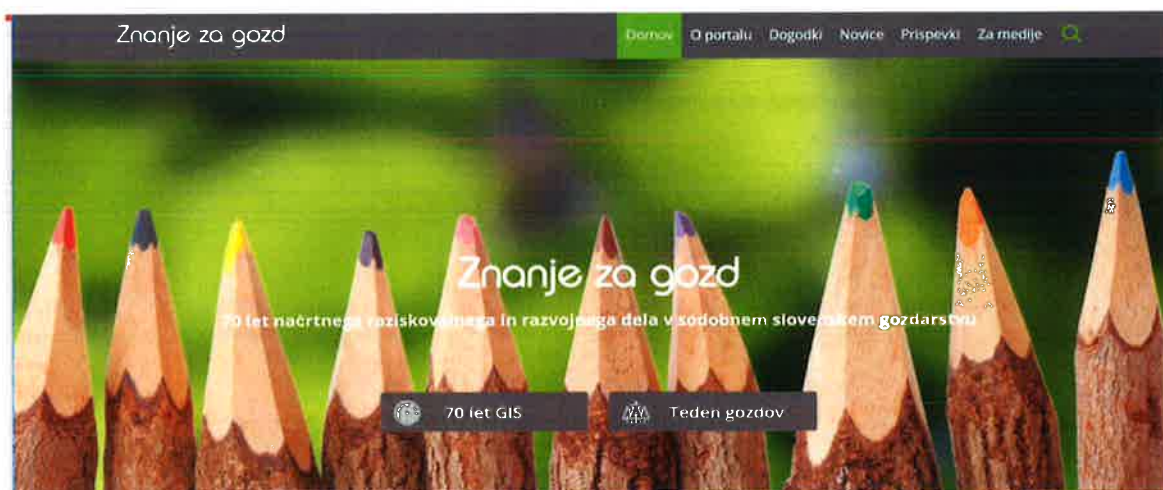 Znanje za gozd
Domov O portalu Dogodki Novice Prispevki Za medije
Znanje za gozd
70 let načrtnega raziskovalnega in razvojnega dela v sodobnem slovenskem gozdarstvu
70 let GIS
Teden gozdov